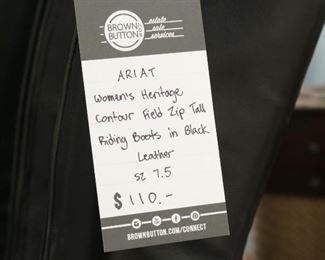 BROWN
BUTTON
estate
sale
services
ARIAT
Women's Heritage
Contour Field Zip Tall
Riding Boots in Black
Leather
SZ 7.5
$110.-
BROWNBUTTON.COM/CONNECT